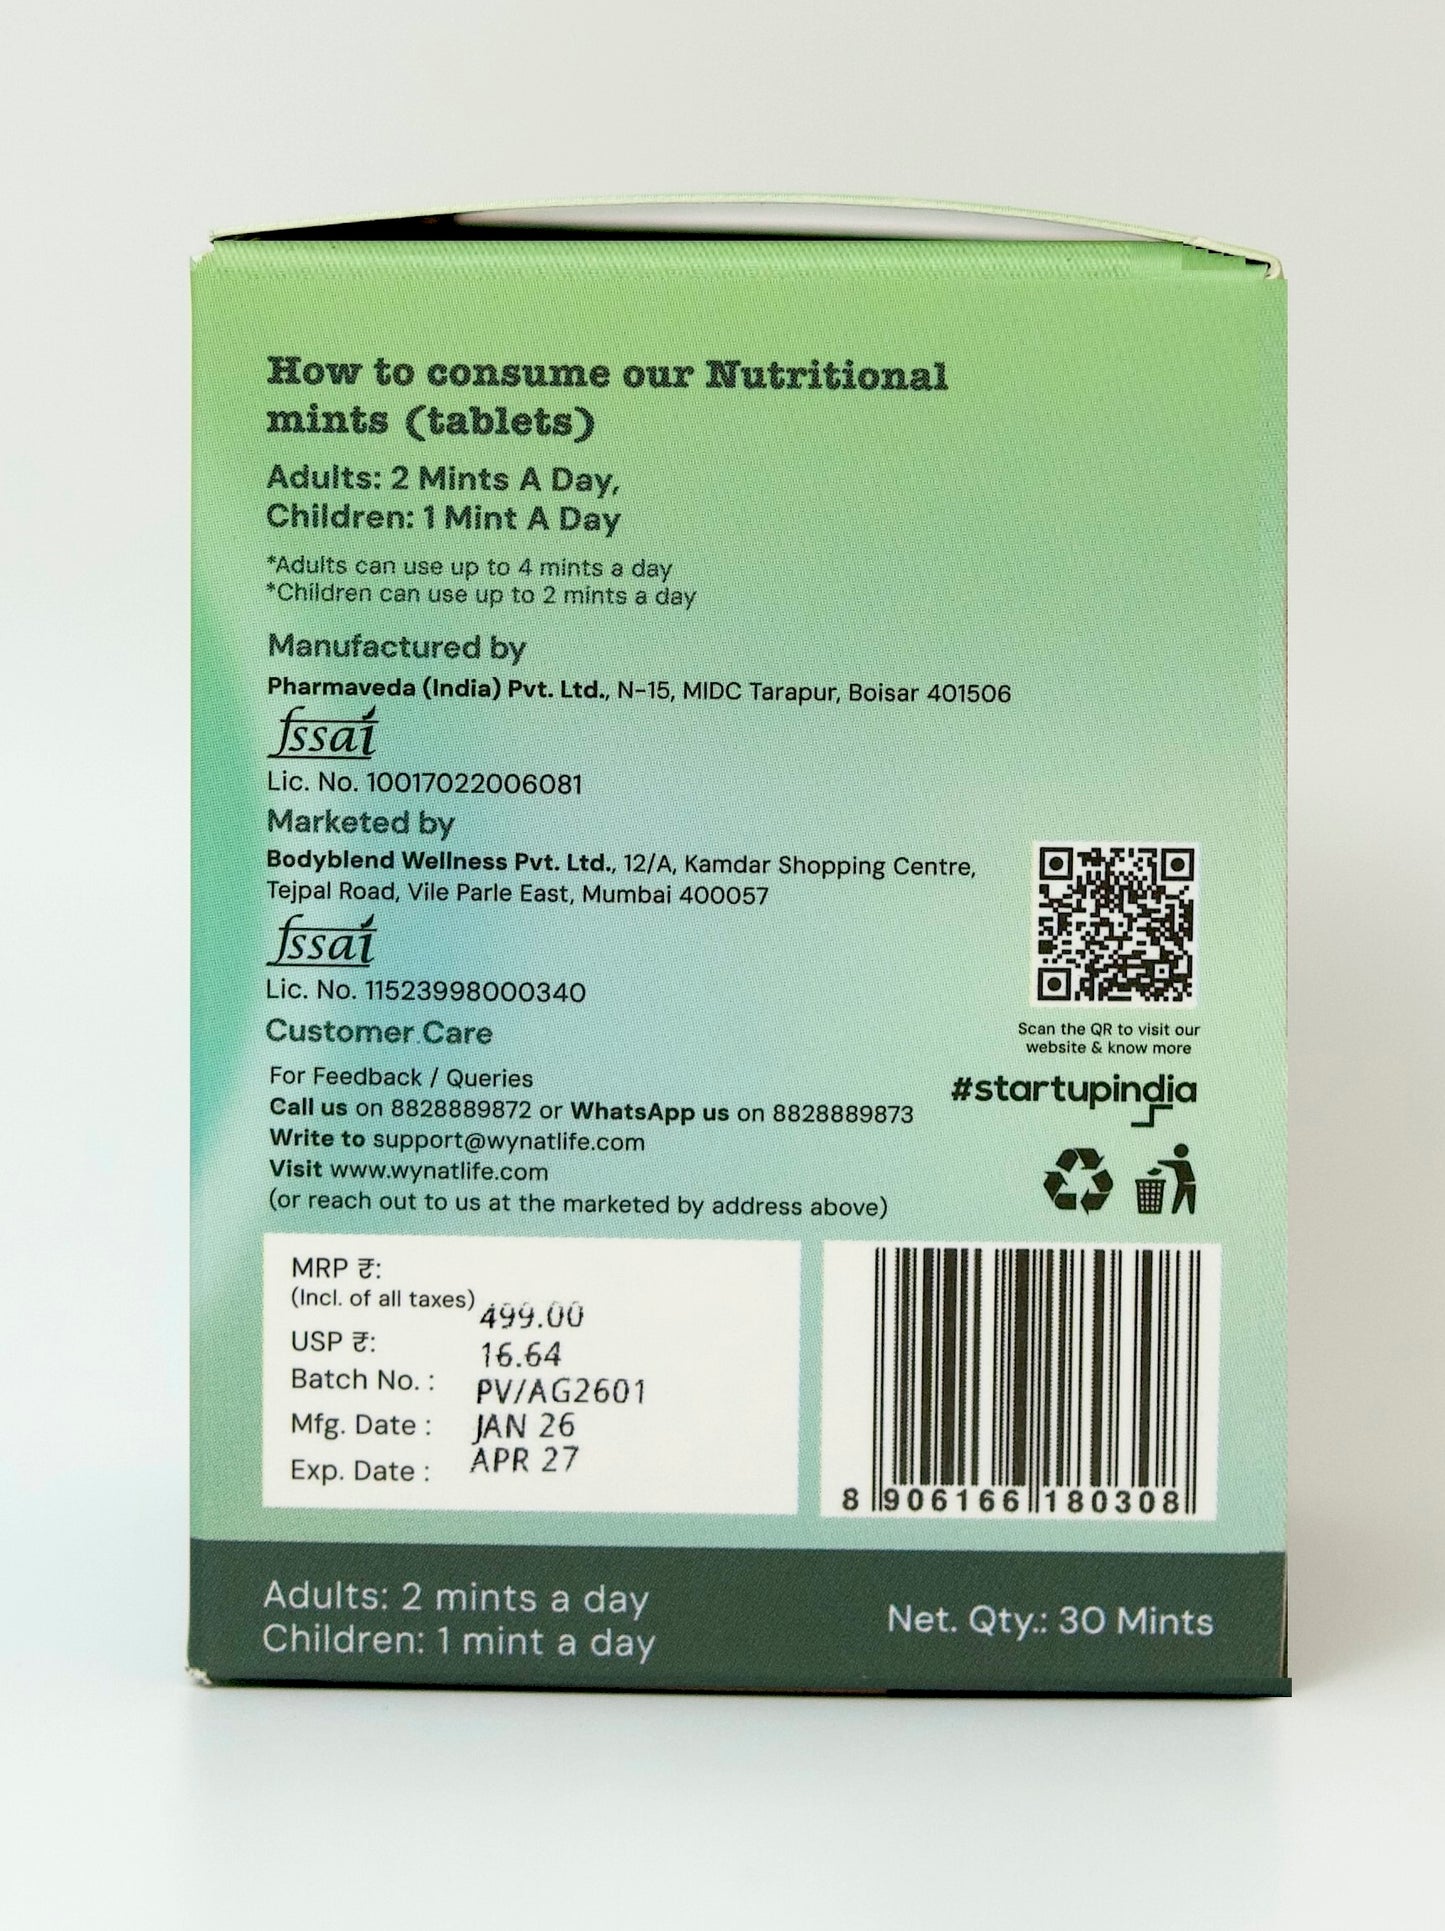 How to consume our Nutritional
mints (tablets)
Adults: 2 Mints A Day,
Children: 1 Mint A Day
*Adults can use up to 4 mints a day
*Children can use up to 2 mints a day
Manufactured by
Pharmaveda (India) Pvt. Ltd., N-15, MIDC Tarapur, Boisar 401506
fssai
Lic. No. 10017022006081
Marketed by
Bodyblend Wellness Pvt. Ltd., 12/A, Kamdar Shopping Centre,
Tejpal Road, Vile Parle East, Mumbai 400057
fssai
Lic. No. 11523998000340
Customer Care
For Feedback / Queries
Call us on 8828889872 or WhatsApp us on 8828889873
Write to support@wynatlife.com
Visit www.wynatlife.com
(or reach out to us at the marketed by address above)
Scan the QR to visit our
website & know more
#startupindia
MRP ₹:
(Incl. of all taxes) 499.00
USP ₹: 16.64
Batch No. : PV/AG2601
Mfg. Date : JAN 26
Exp. Date : APR 27
8 906166 180308
Adults: 2 mints a day
Children: 1 mint a day
Net. Qty.: 30 Mints